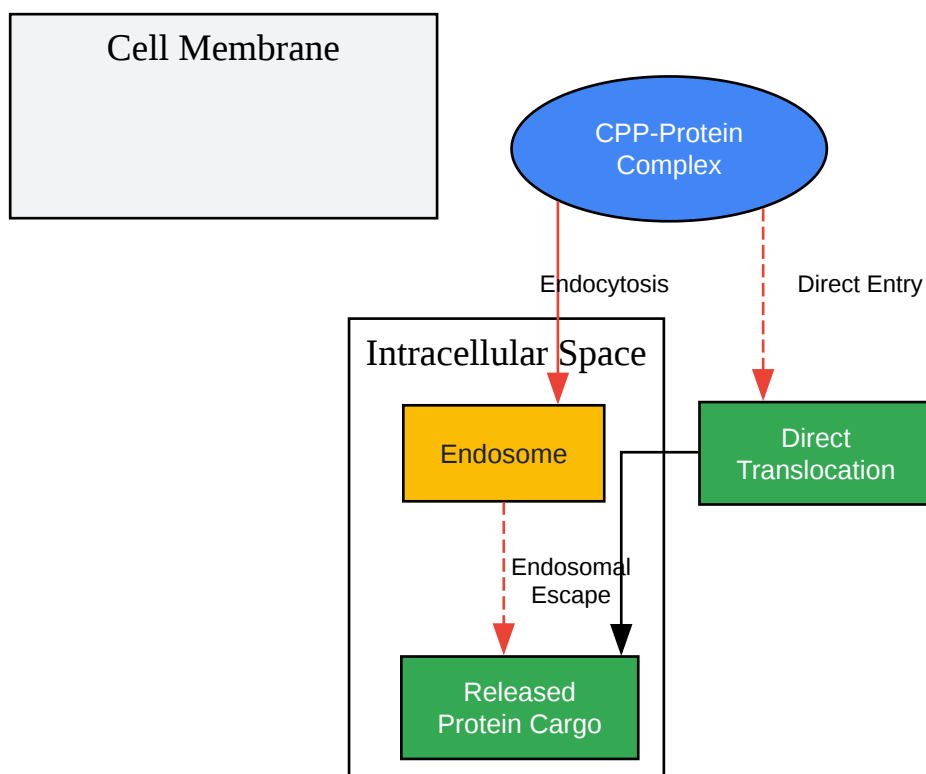 Cell Membrane
CPP-Protein
Complex
Endocytosis
Direct Entry
Intracellular Space
Endosome
Direct
Translocation
Endosomal
Escape
Released
Protein Cargo